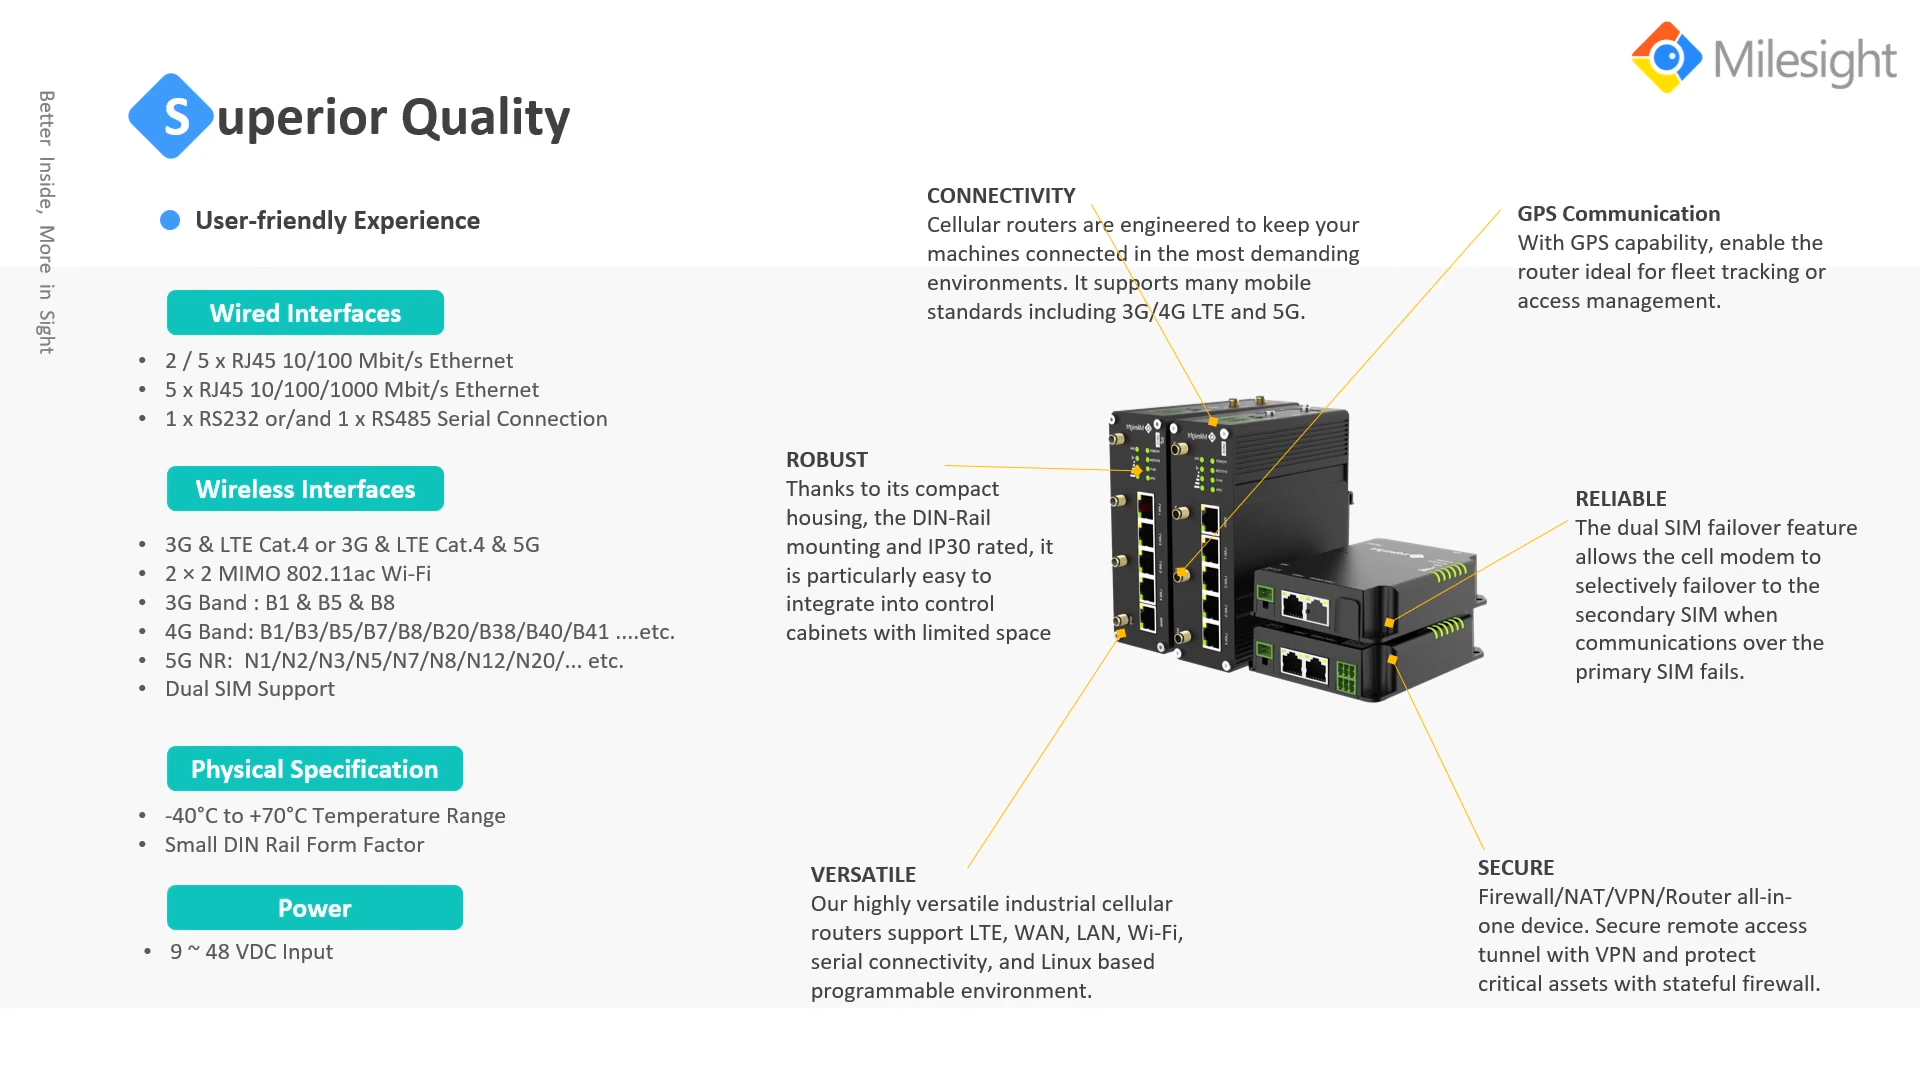 Milesight
Better Inside, More in Sight
Superior Quality
User-friendly Experience
Wired Interfaces
• 2 / 5 x RJ45 10/100 Mbit/s Ethernet
• 5 x RJ45 10/100/1000 Mbit/s Ethernet
• 1 x RS232 or/and 1 x RS485 Serial Connection
Wireless Interfaces
• 3G & LTE Cat.4 or 3G & LTE Cat.4 & 5G
• 2 × 2 MIMO 802.11ac Wi-Fi
• 3G Band : B1 & B5 & B8
• 4G Band: B1/B3/B5/B7/B8/B20/B38/B40/B41 ....etc.
• 5G NR:  N1/N2/N3/N5/N7/N8/N12/N20/... etc.
• Dual SIM Support
Physical Specification
• -40°C to +70°C Temperature Range
• Small DIN Rail Form Factor
Power
• 9 ~ 48 VDC Input
CONNECTIVITY
Cellular routers are engineered to keep your
machines connected in the most demanding
environments. It supports many mobile
standards including 3G/4G LTE and 5G.
GPS Communication
With GPS capability, enable the
router ideal for fleet tracking or
access management.
ROBUST
Thanks to its compact
housing, the DIN-Rail
mounting and IP30 rated, it
is particularly easy to
integrate into control
cabinets with limited space
Milesight
Milesight
RELIABLE
The dual SIM failover feature
allows the cell modem to
selectively failover to the
secondary SIM when
communications over the
primary SIM fails.
VERSATILE
Our highly versatile industrial cellular
routers support LTE, WAN, LAN, Wi-Fi,
serial connectivity, and Linux based
programmable environment.
SECURE
Firewall/NAT/VPN/Router all-in-
one device. Secure remote access
tunnel with VPN and protect
critical assets with stateful firewall.